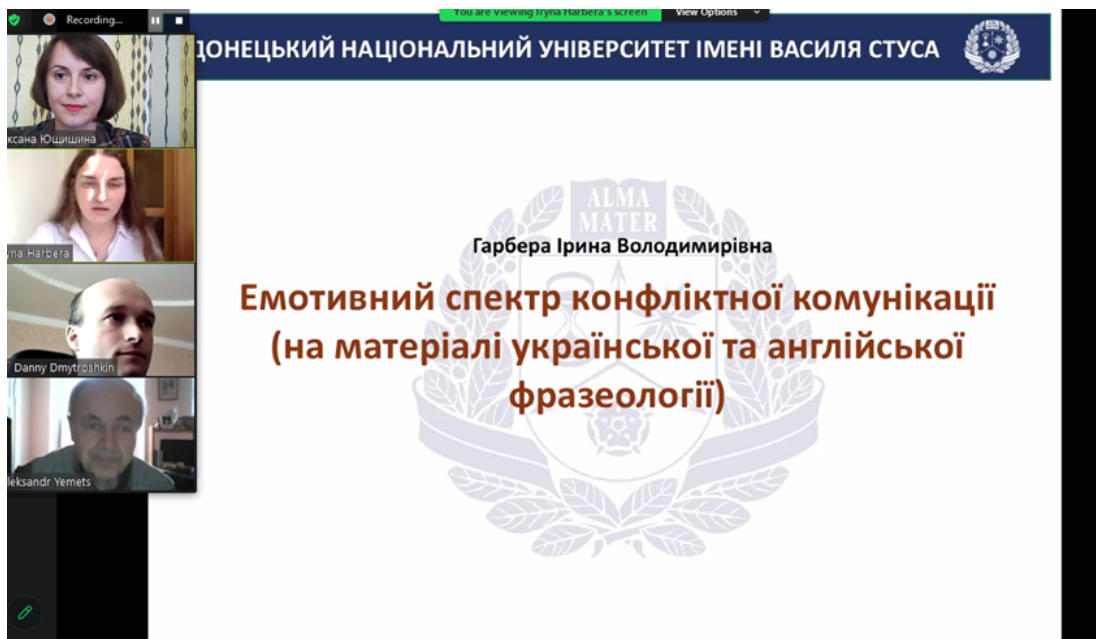 Recording...
You are viewing Iryna Harbera's screen
View Options
ДОНЕЦЬКИЙ НАЦІОНАЛЬНИЙ УНІВЕРСИТЕТ ІМЕНІ ВАСИЛЯ СТУСА
ксана Ющишина
yna Harbera
Danny Dmytroshkin
leksandr Yemets
ALMA
MATER
Гарбера Ірина Володимирівна
Емотивний спектр конфліктної комунікації
(на матеріалі української та англійської
фразеології)